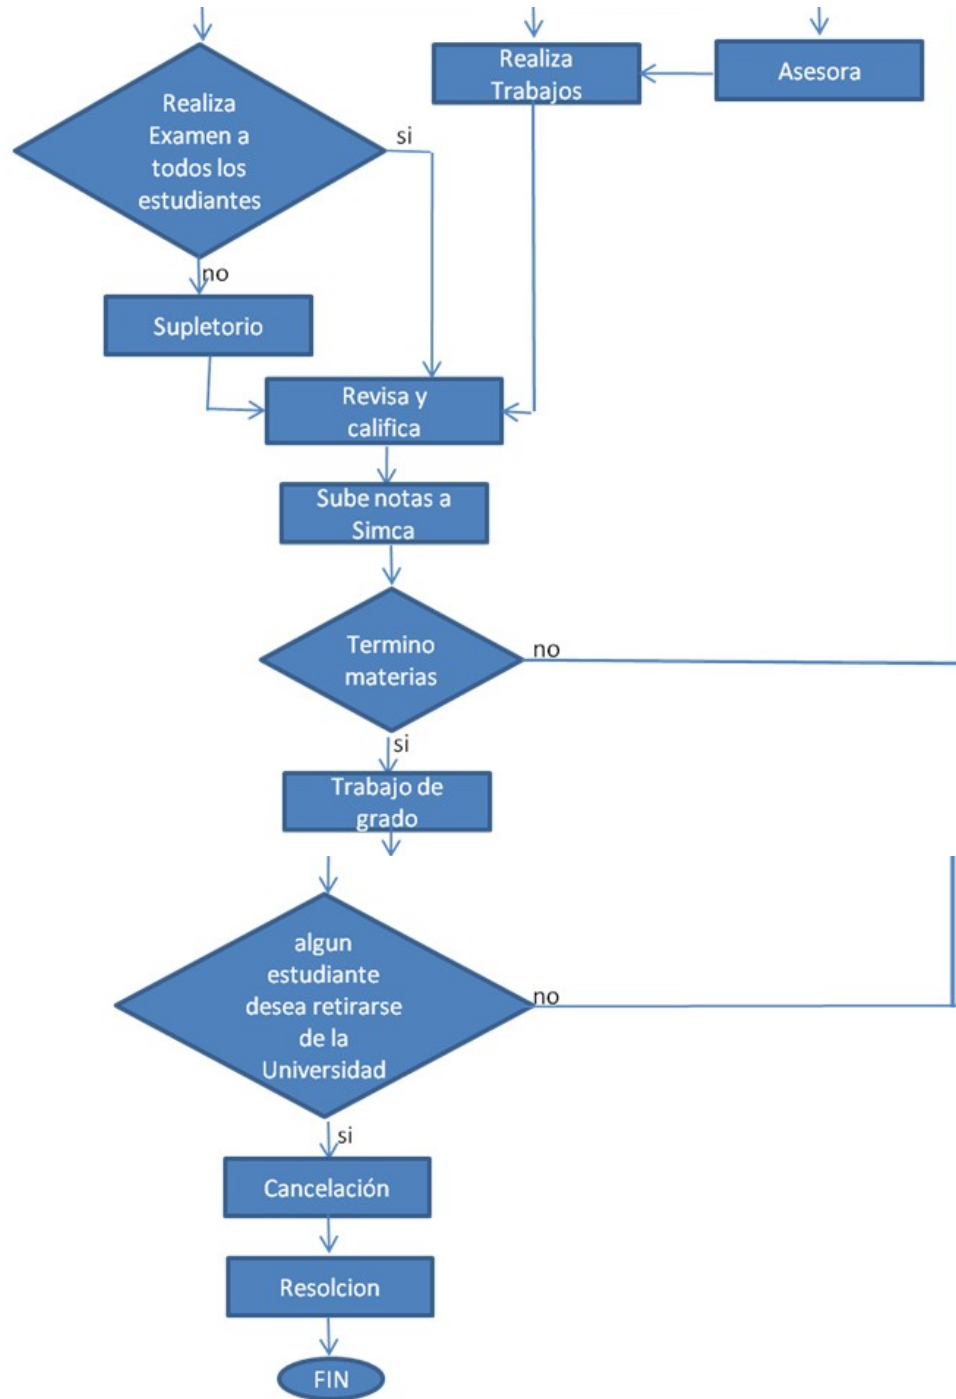 Realiza
Examen a
todos los
estudiantes
si
no
Realiza
Trabajos
Asesora
Supletorio
Revisa y
califica
Sube notas a
Simca
Termino
materias
no
si
Trabajo de
grado
algun
estudiante
desea retirarse
de la
Universidad
no
si
Cancelación
Resolcion
FIN